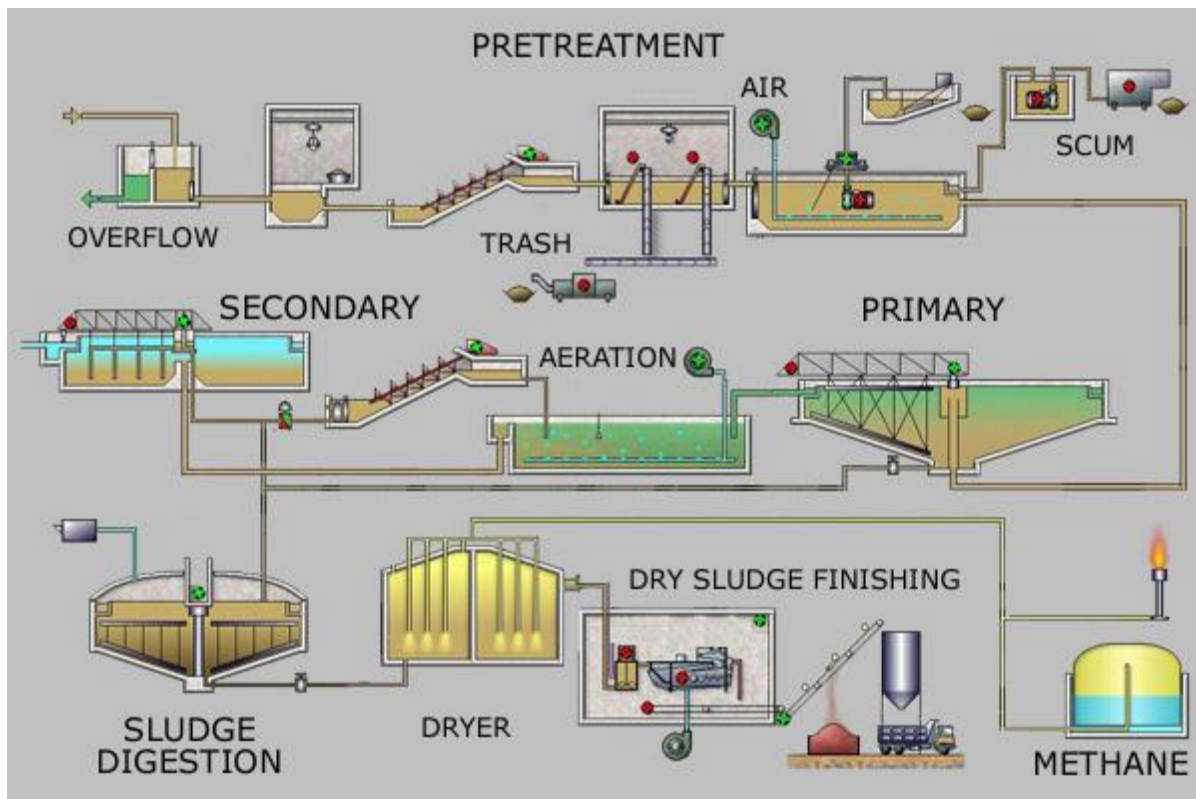 PRETREATMENT
AIR
SCUM
OVERFLOW
TRASH
SECONDARY
PRIMARY
AERATION
DRY SLUDGE FINISHING
SLUDGE
DIGESTION
DRYER
METHANE